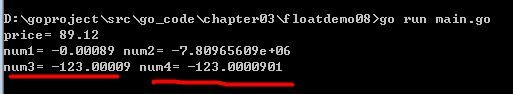 D:\goproject\src\go_code\chapter03\floatdemo08>go run main.go
price= 89.12
num1= -0.00089 num2= -7.80965609e+06
num3= -123.00009 num4= -123.0000901